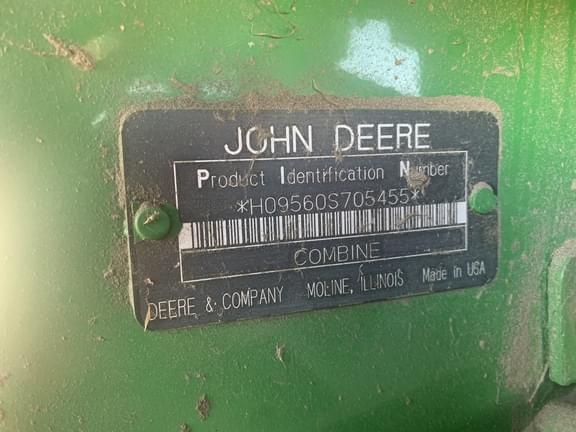 JOHN DEERE
Product Identification Number
*H09560S705455*
COMBINE
DEERE & COMPANY MOLINE, ILLINOIS Made in USA